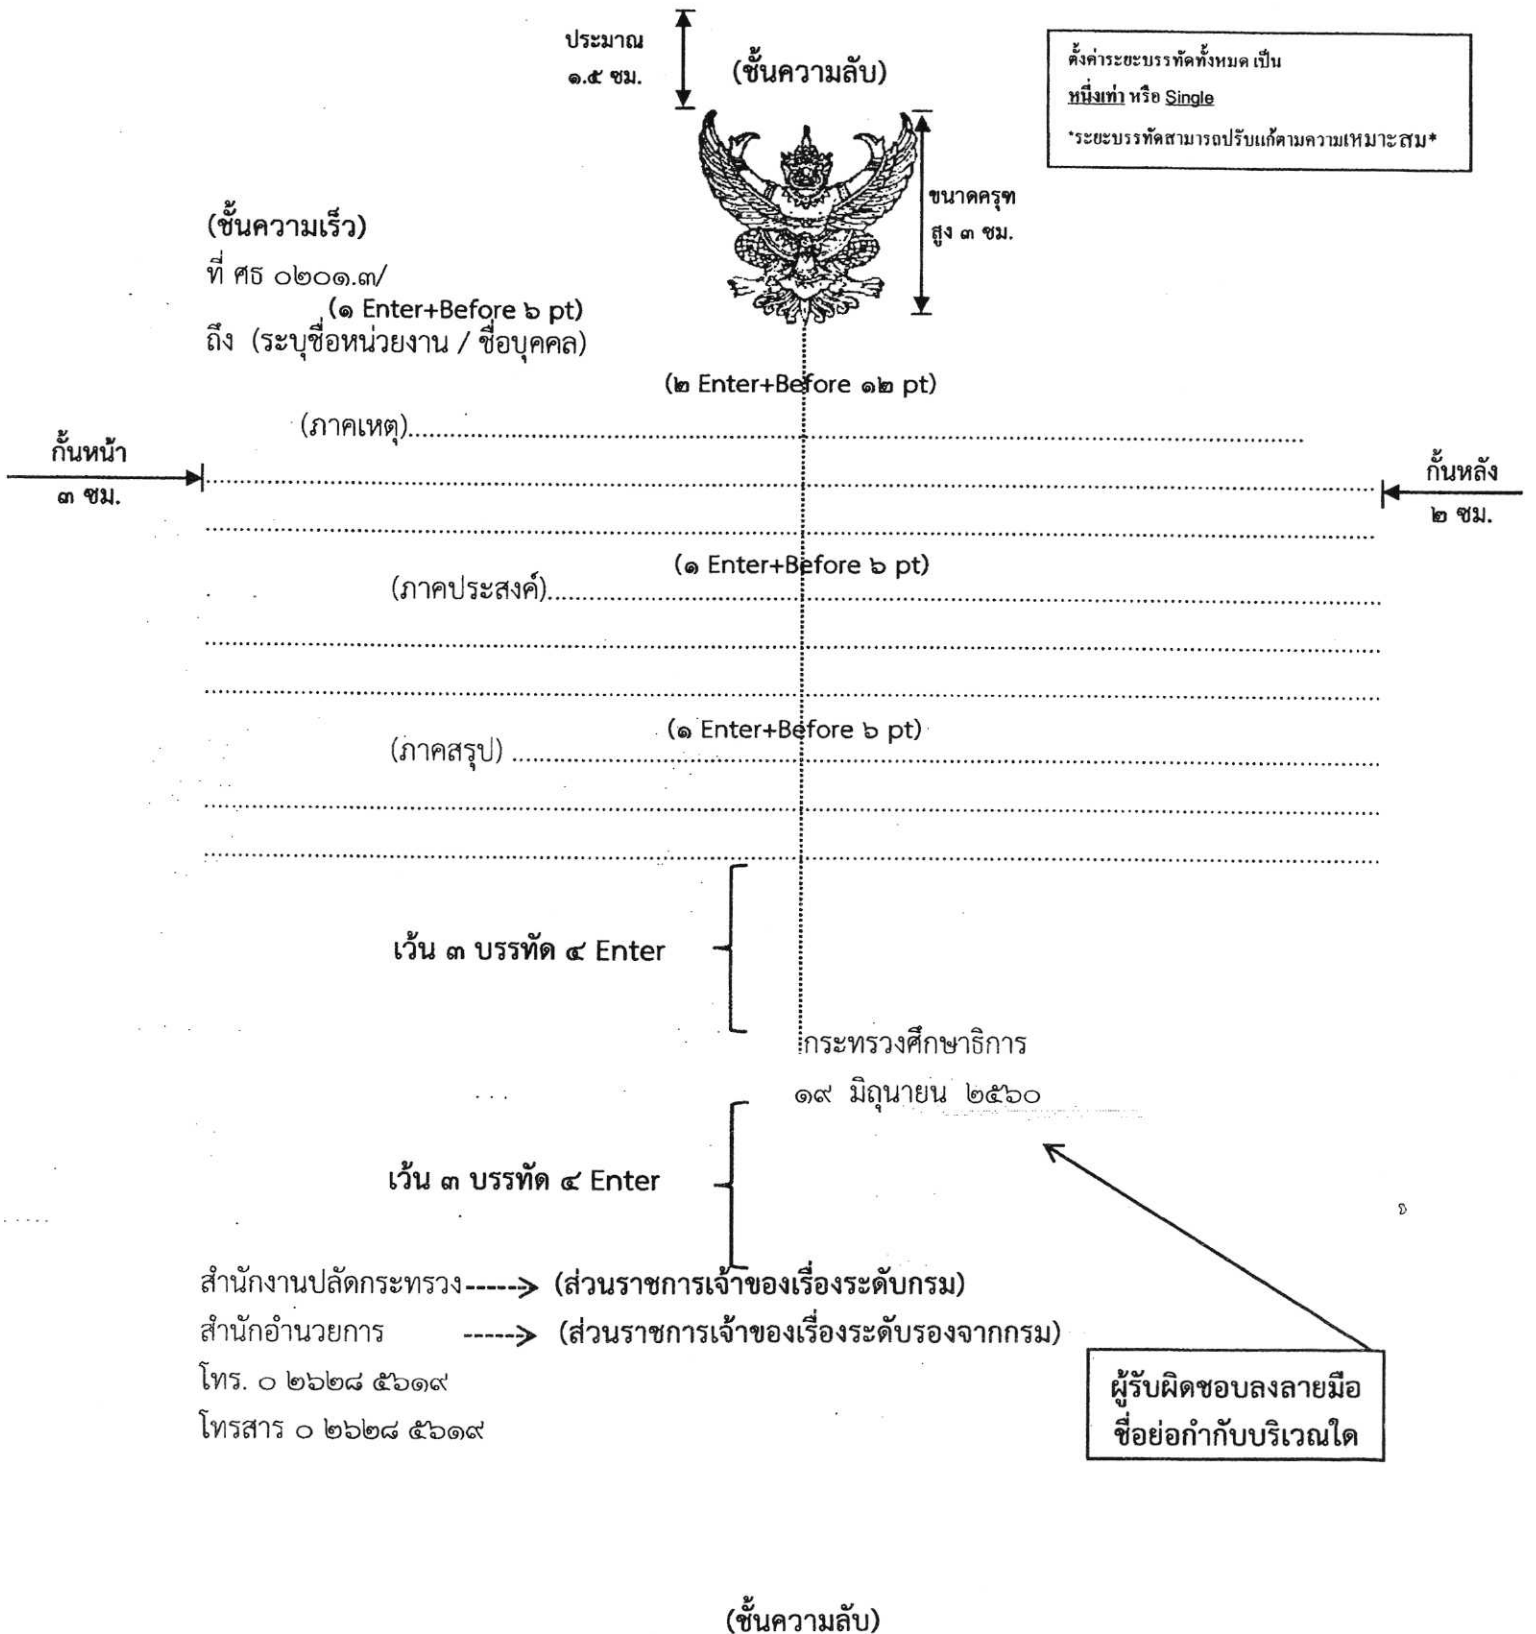 ประมาณ
๑.๕ ซม.
(ชั้นความลับ)
ตั้งค่าระยะบรรทัดทั้งหมด เป็น
หนึ่งเท่า หรือ Single
*ระยะบรรทัดสามารถปรับแก้ตามความเหมาะสม*
ขนาดครุฑ
สูง ๓ ซม.
(ชั้นความเร็ว)
ที่ ศธ ๐๒๐๑.๓/
(๑ Enter+Before ๖ pt)
ถึง (ระบุชื่อหน่วยงาน / ชื่อบุคคล)
(๒ Enter+Before ๑๒ pt)
(ภาคเหตุ)
กั้นหน้า
๓ ซม.
กั้นหลัง
๒ ซม.
(๑ Enter+Before ๖ pt)
(ภาคประสงค์)
(๑ Enter+Before ๖ pt)
(ภาคสรุป)
เว้น ๓ บรรทัด ๔ Enter
กระทรวงศึกษาธิการ
๑๙ มิถุนายน ๒๕๖๐
เว้น ๓ บรรทัด ๔ Enter
สำนักงานปลัดกระทรวง-----> (ส่วนราชการเจ้าของเรื่องระดับกรม)
สำนักอำนวยการ -----> (ส่วนราชการเจ้าของเรื่องระดับรองจากกรม)
โทร. ๐ ๒๖๒๘ ๕๖๑๙
โทรสาร ๐ ๒๖๒๘ ๕๖๑๙
ผู้รับผิดชอบลงลายมือ
ชื่อย่อกำกับบริเวณใด
(ชั้นความลับ)